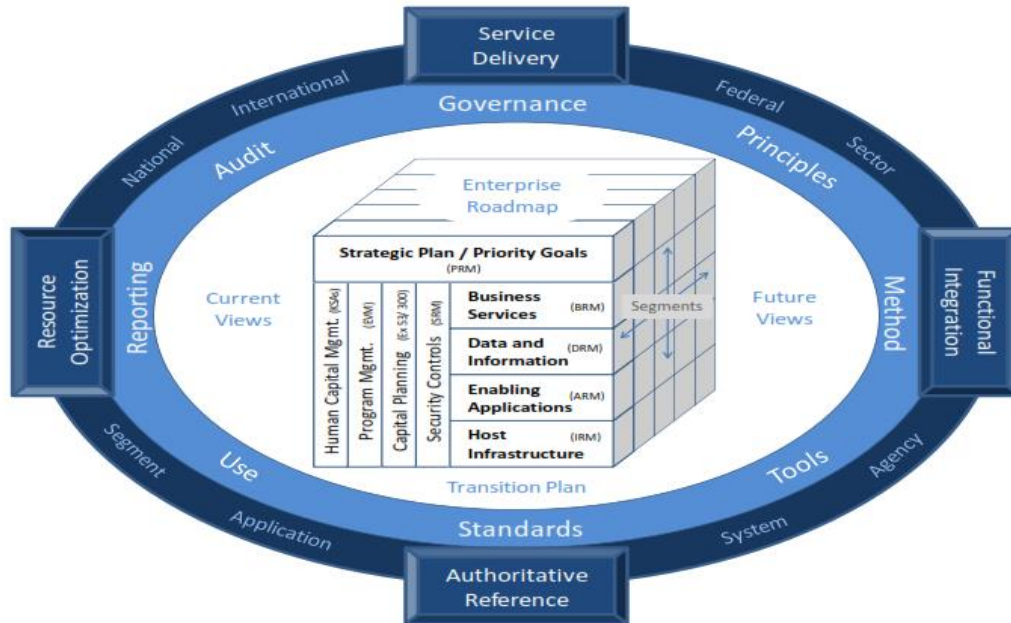 Service
Delivery
International
Federal
National
Sector
Governance
Audit
Principles
Enterprise
Roadmap
Strategic Plan / Priority Goals
(PRM)
Resource
Optimization
Reporting
Current
Views
Human Capital Mgmt. (KSAs)
Program Mgmt. (EVM)
Capital Planning (Ex 53/ 300)
Security Controls (SRM)
Business
Services (BRM)
Data and
Information (DRM)
Enabling
Applications (ARM)
Host (IRM)
Infrastructure
Segments
Future
Views
Method
Functional
Integration
Transition Plan
Use
Tools
Standards
Segment
Agency
Application
System
Authoritative
Reference